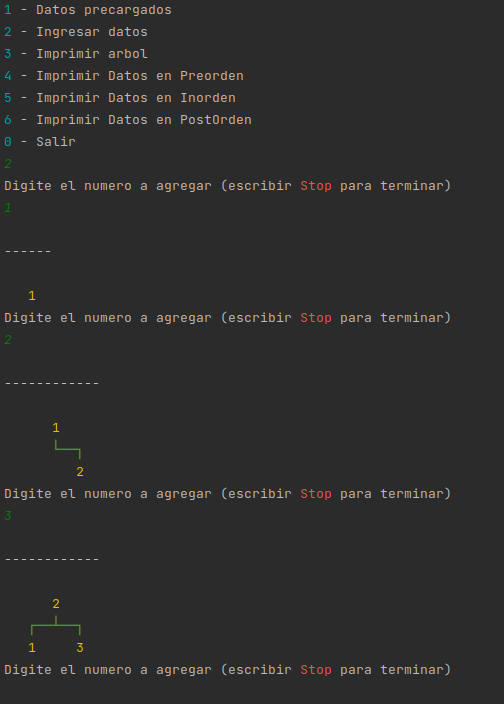 1 - Datos precargados
2 - Ingresar datos
3 - Imprimir arbol
4 - Imprimir Datos en Preorden
5 - Imprimir Datos en Inorden
6 - Imprimir Datos en PostOrden
0 - Salir
2
Digite el numero a agregar (escribir Stop para terminar)
1
------
1
Digite el numero a agregar (escribir Stop para terminar)
2
------------
1
└──┐
2
Digite el numero a agregar (escribir Stop para terminar)
3
------------
2
┌──┴──┐
1 3
Digite el numero a agregar (escribir Stop para terminar)